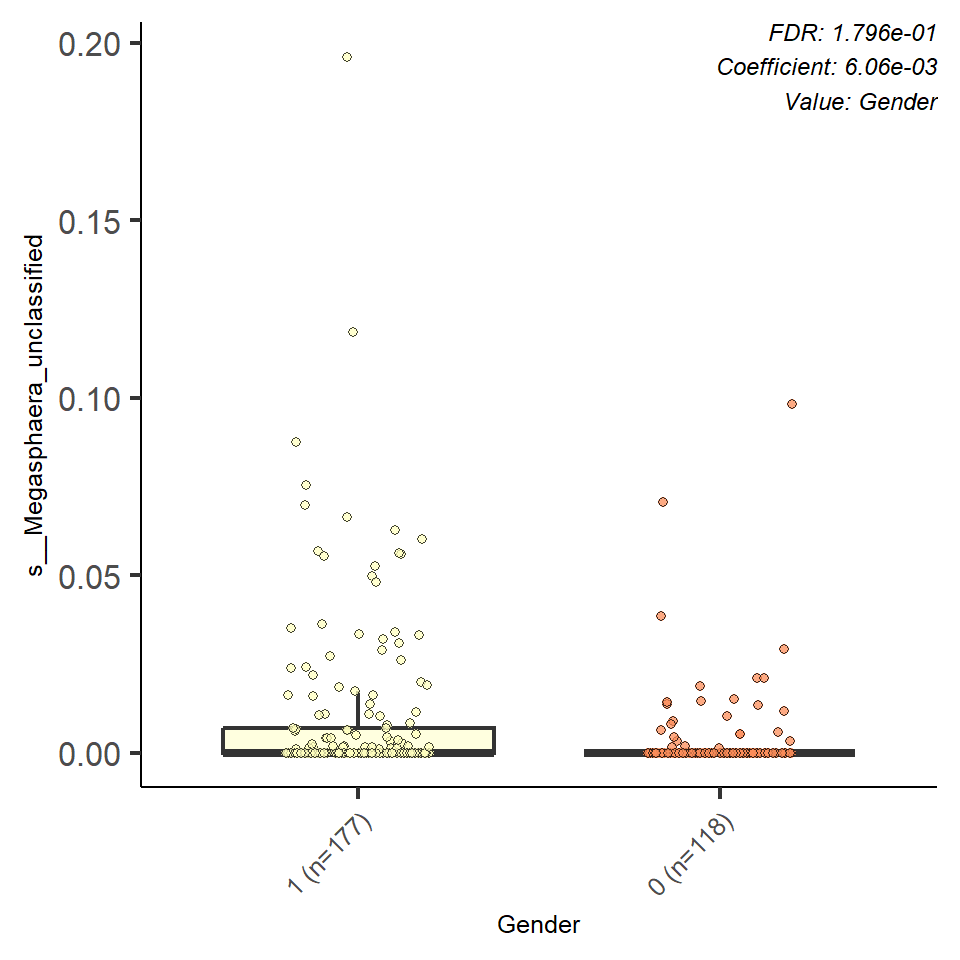 FDR: 1.796e-01
Coefficient: 6.06e-03
Value: Gender
s__Megasphaera_unclassified
0.20
0.15
0.10
0.05
0.00
1 (n=177)
0 (n=118)
Gender